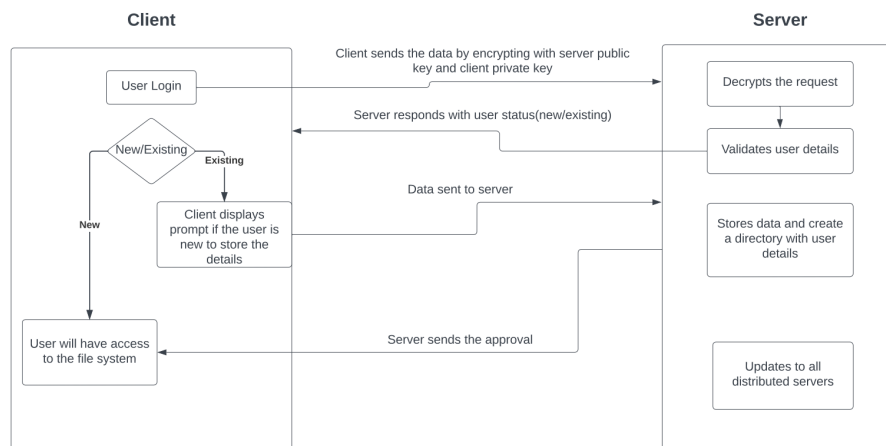 Client
Server
Client sends the data by encrypting with server public
key and client private key
User Login
Decrypts the request
Server responds with user status(new/existing)
New/Existing
Existing
Validates user details
Data sent to server
Client displays
prompt if the user is
new to store the
details
New
Stores data and create
a directory with user
details
User will have access
to the file system
Server sends the approval
Updates to all
distributed servers